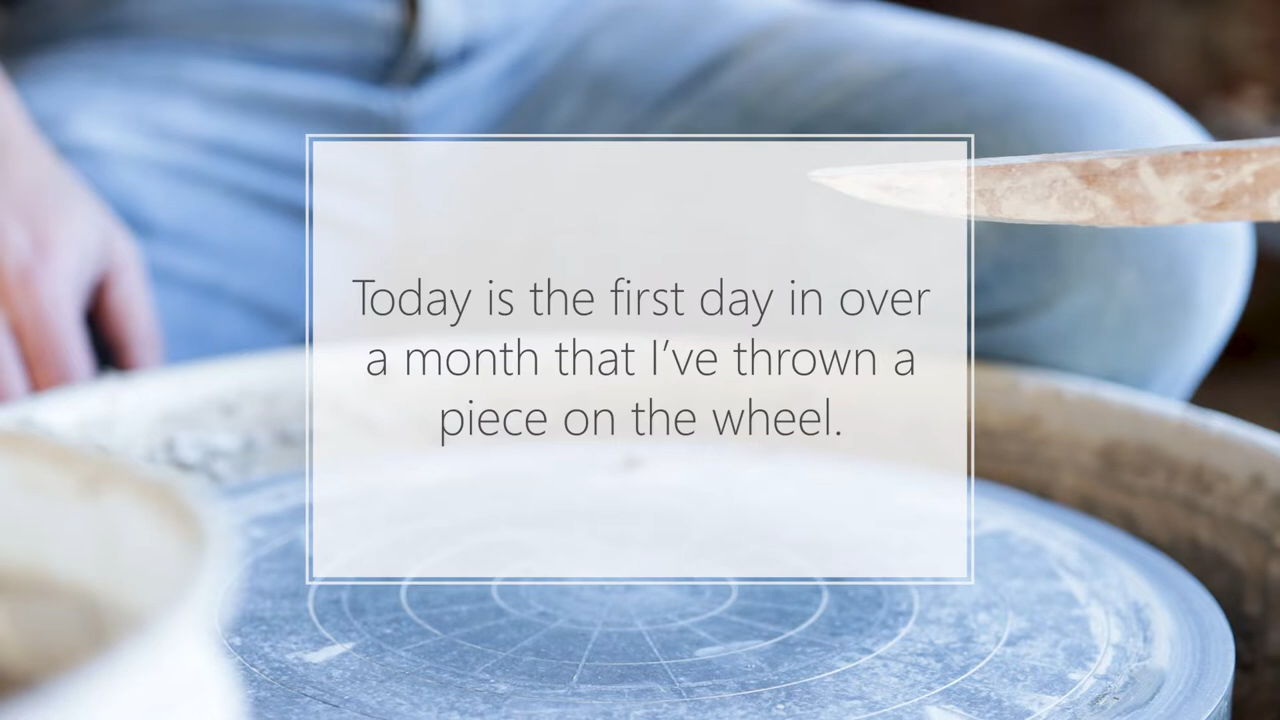 Today is the first day in over
a month that I’ve thrown a
piece on the wheel.